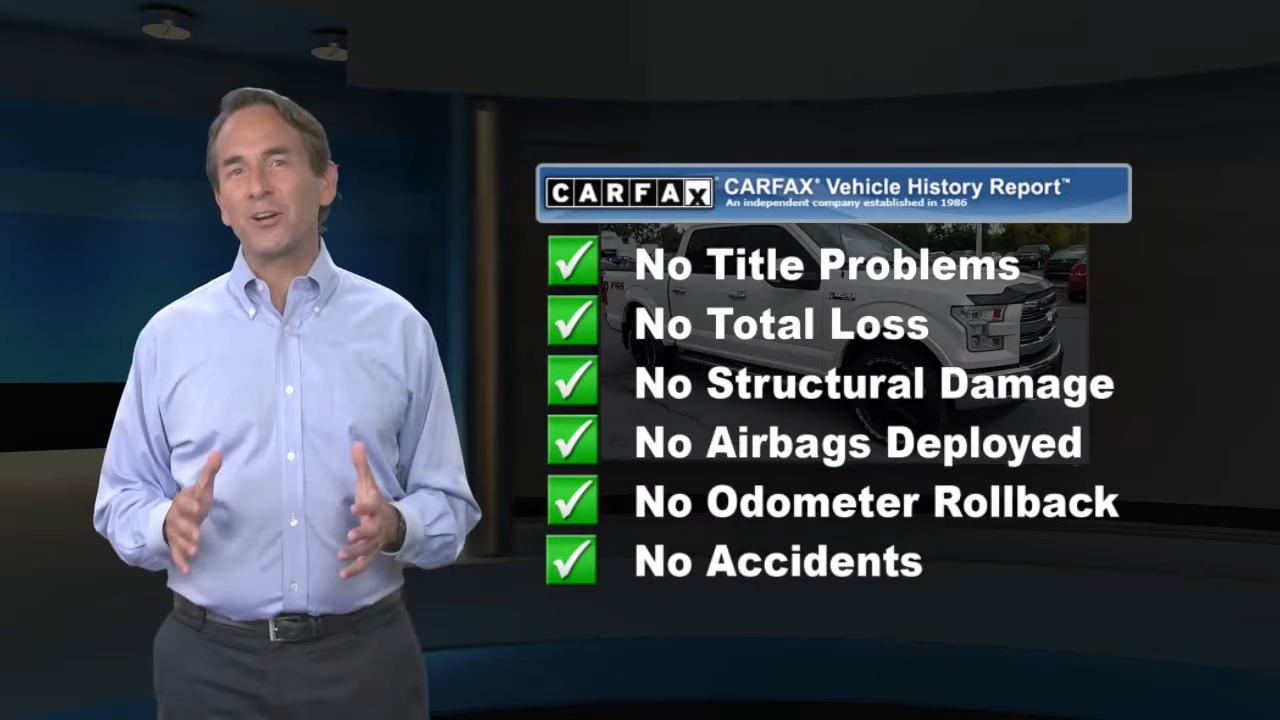 CARFAX
CARFAX® Vehicle History Report™
An independent company established in 1986
No Title Problems
No Total Loss
No Structural Damage
No Airbags Deployed
No Odometer Rollback
No Accidents